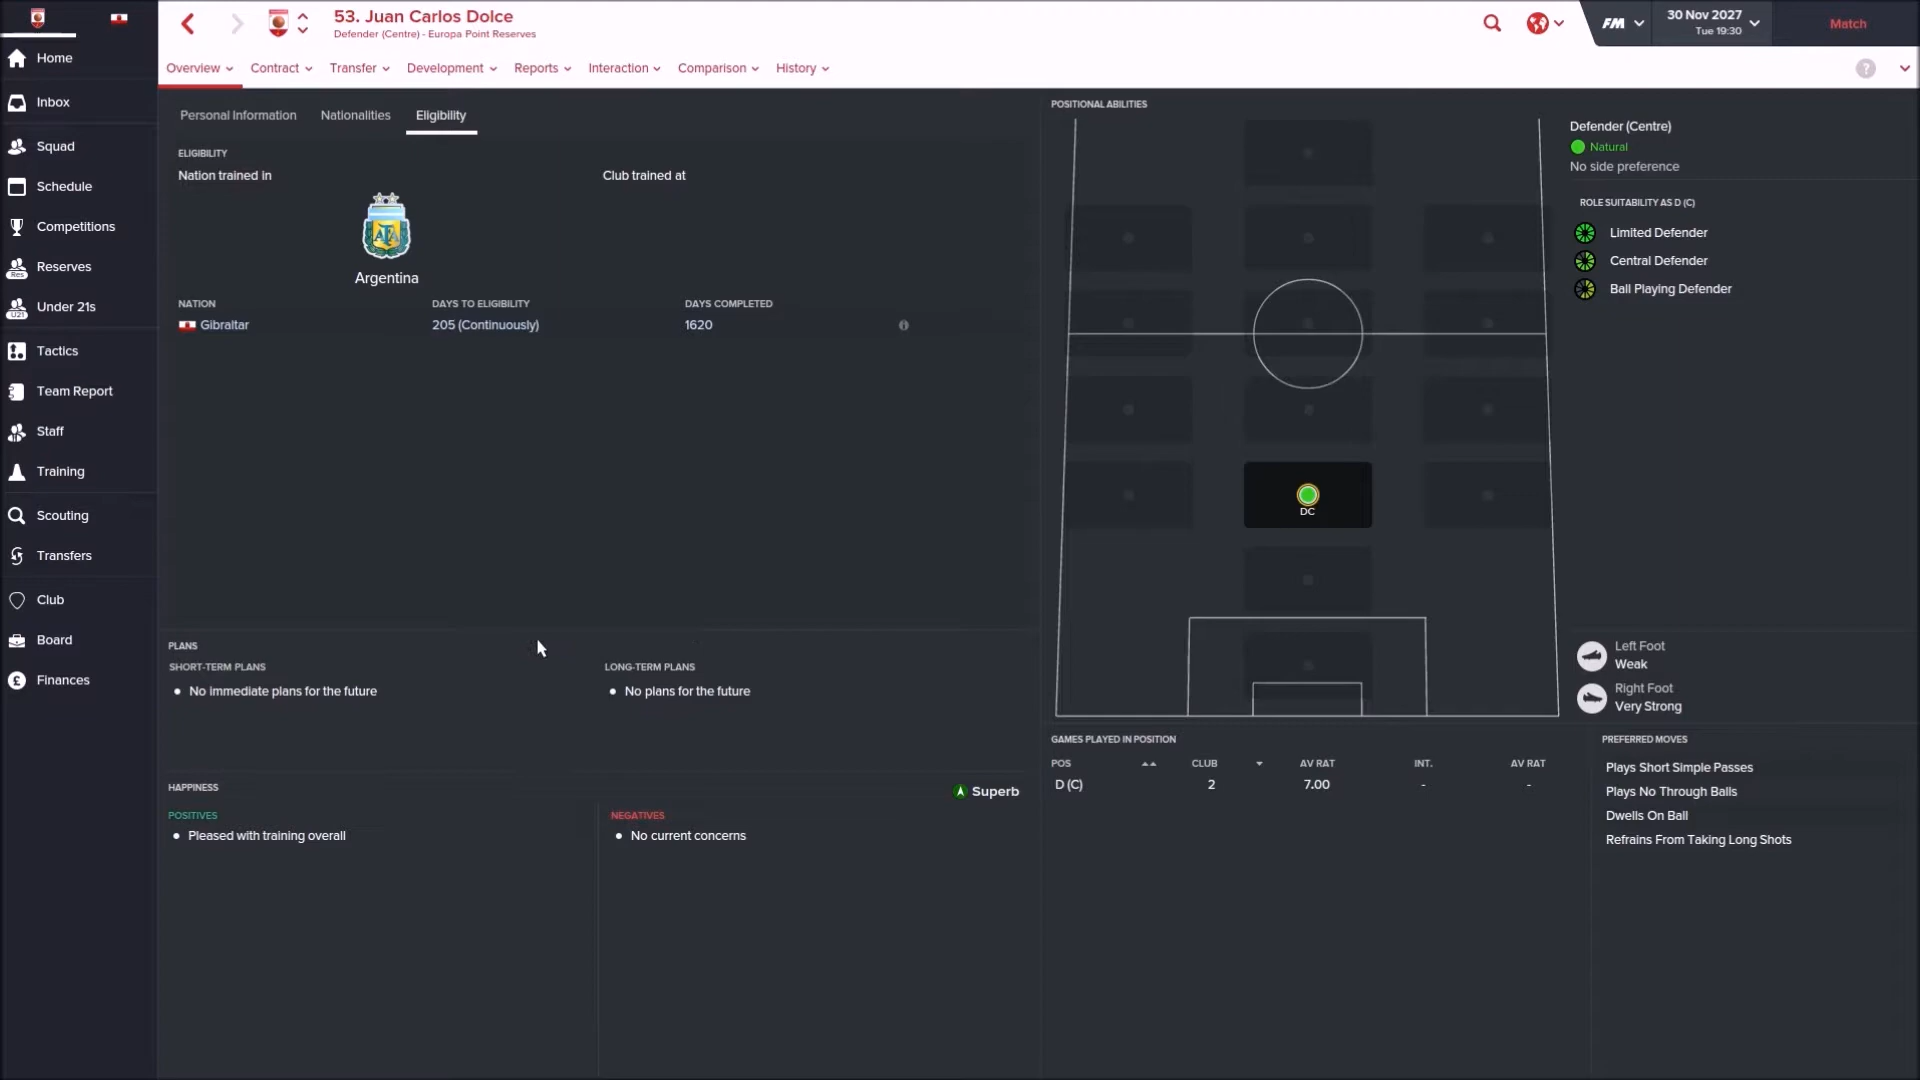 53. Juan Carlos Dolce
Defender (Centre) - Europa Point Reserves
FM
30 Nov 2027
Tue 19:30
Match
Home
Inbox
Squad
Schedule
Competitions
Res
Reserves
U21
Under 21s
Tactics
Team Report
Staff
Training
Scouting
Transfers
Club
Board
Finances
Overview
Contract
Transfer
Development
Reports
Interaction
Comparison
History
?
Personal Information
Nationalities
Eligibility
ELIGIBILITY
Nation trained in
Club trained at
AFA
Argentina
NATION
DAYS TO ELIGIBILITY
DAYS COMPLETED
Gibraltar
205 (Continuously)
1620
PLANS
SHORT-TERM PLANS
LONG-TERM PLANS
No immediate plans for the future
No plans for the future
HAPPINESS
Superb
POSITIVES
NEGATIVES
Pleased with training overall
No current concerns
POSITIONAL ABILITIES
DC
Defender (Centre)
Natural
No side preference
ROLE SUITABILITY AS D (C)
Limited Defender
Central Defender
Ball Playing Defender
Left Foot
Weak
Right Foot
Very Strong
GAMES PLAYED IN POSITION
POS
CLUB
AV RAT
INT.
AV RAT
D (C)
2
7.00
-
-
PREFERRED MOVES
Plays Short Simple Passes
Plays No Through Balls
Dwells On Ball
Refrains From Taking Long Shots